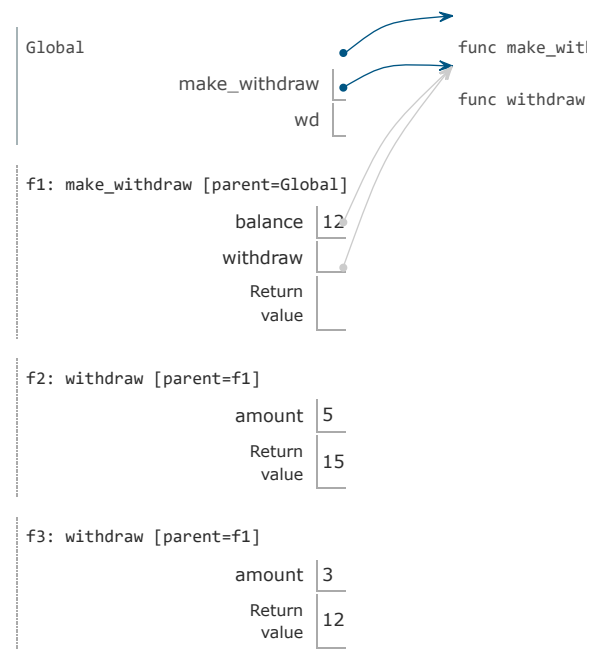 Global
func make_with
make_withdraw
func withdraw
wd
f1: make_withdraw [parent=Global]
balance 12
withdraw
Return
value
f2: withdraw [parent=f1]
amount 5
Return
value 15
f3: withdraw [parent=f1]
amount 3
Return
value 12